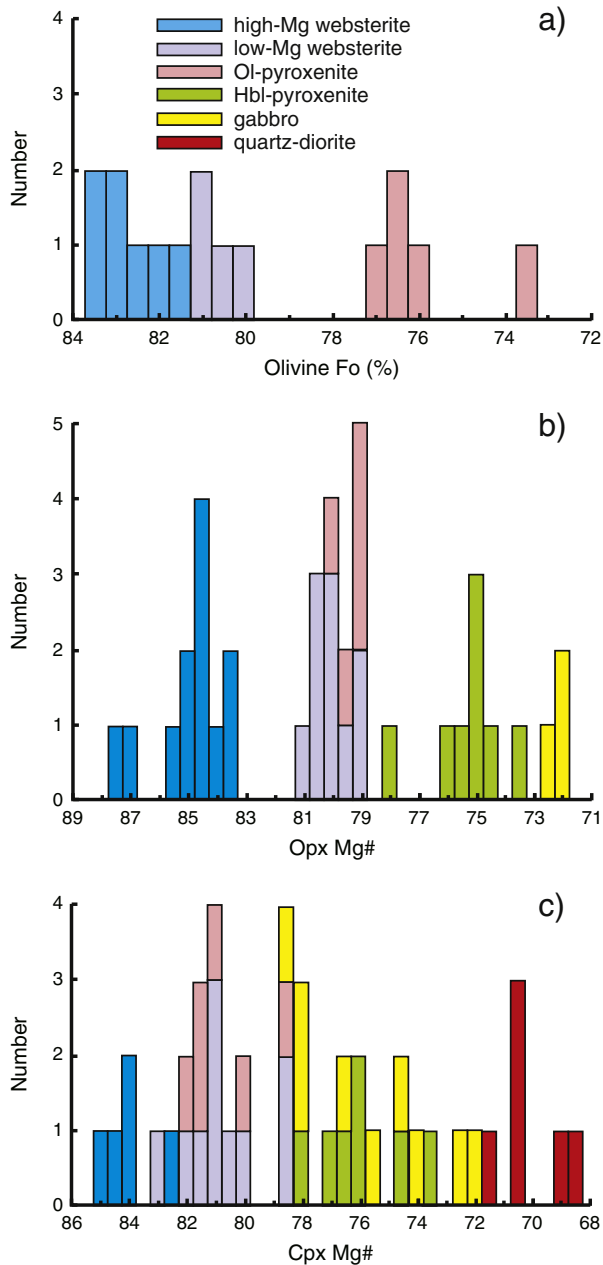 a)
high-Mg websterite
low-Mg websterite
Ol-pyroxenite
Hbl-pyroxenite
gabbro
quartz-diorite
Number
4
3
2
1
0
84 82 80 78 76 74 72
Olivine Fo (%)
b)
Number
5
4
3
2
1
0
89 87 85 83 81 79 77 75 73 71
Opx Mg#
c)
Number
4
3
2
1
0
86 84 82 80 78 76 74 72 70 68
Cpx Mg#